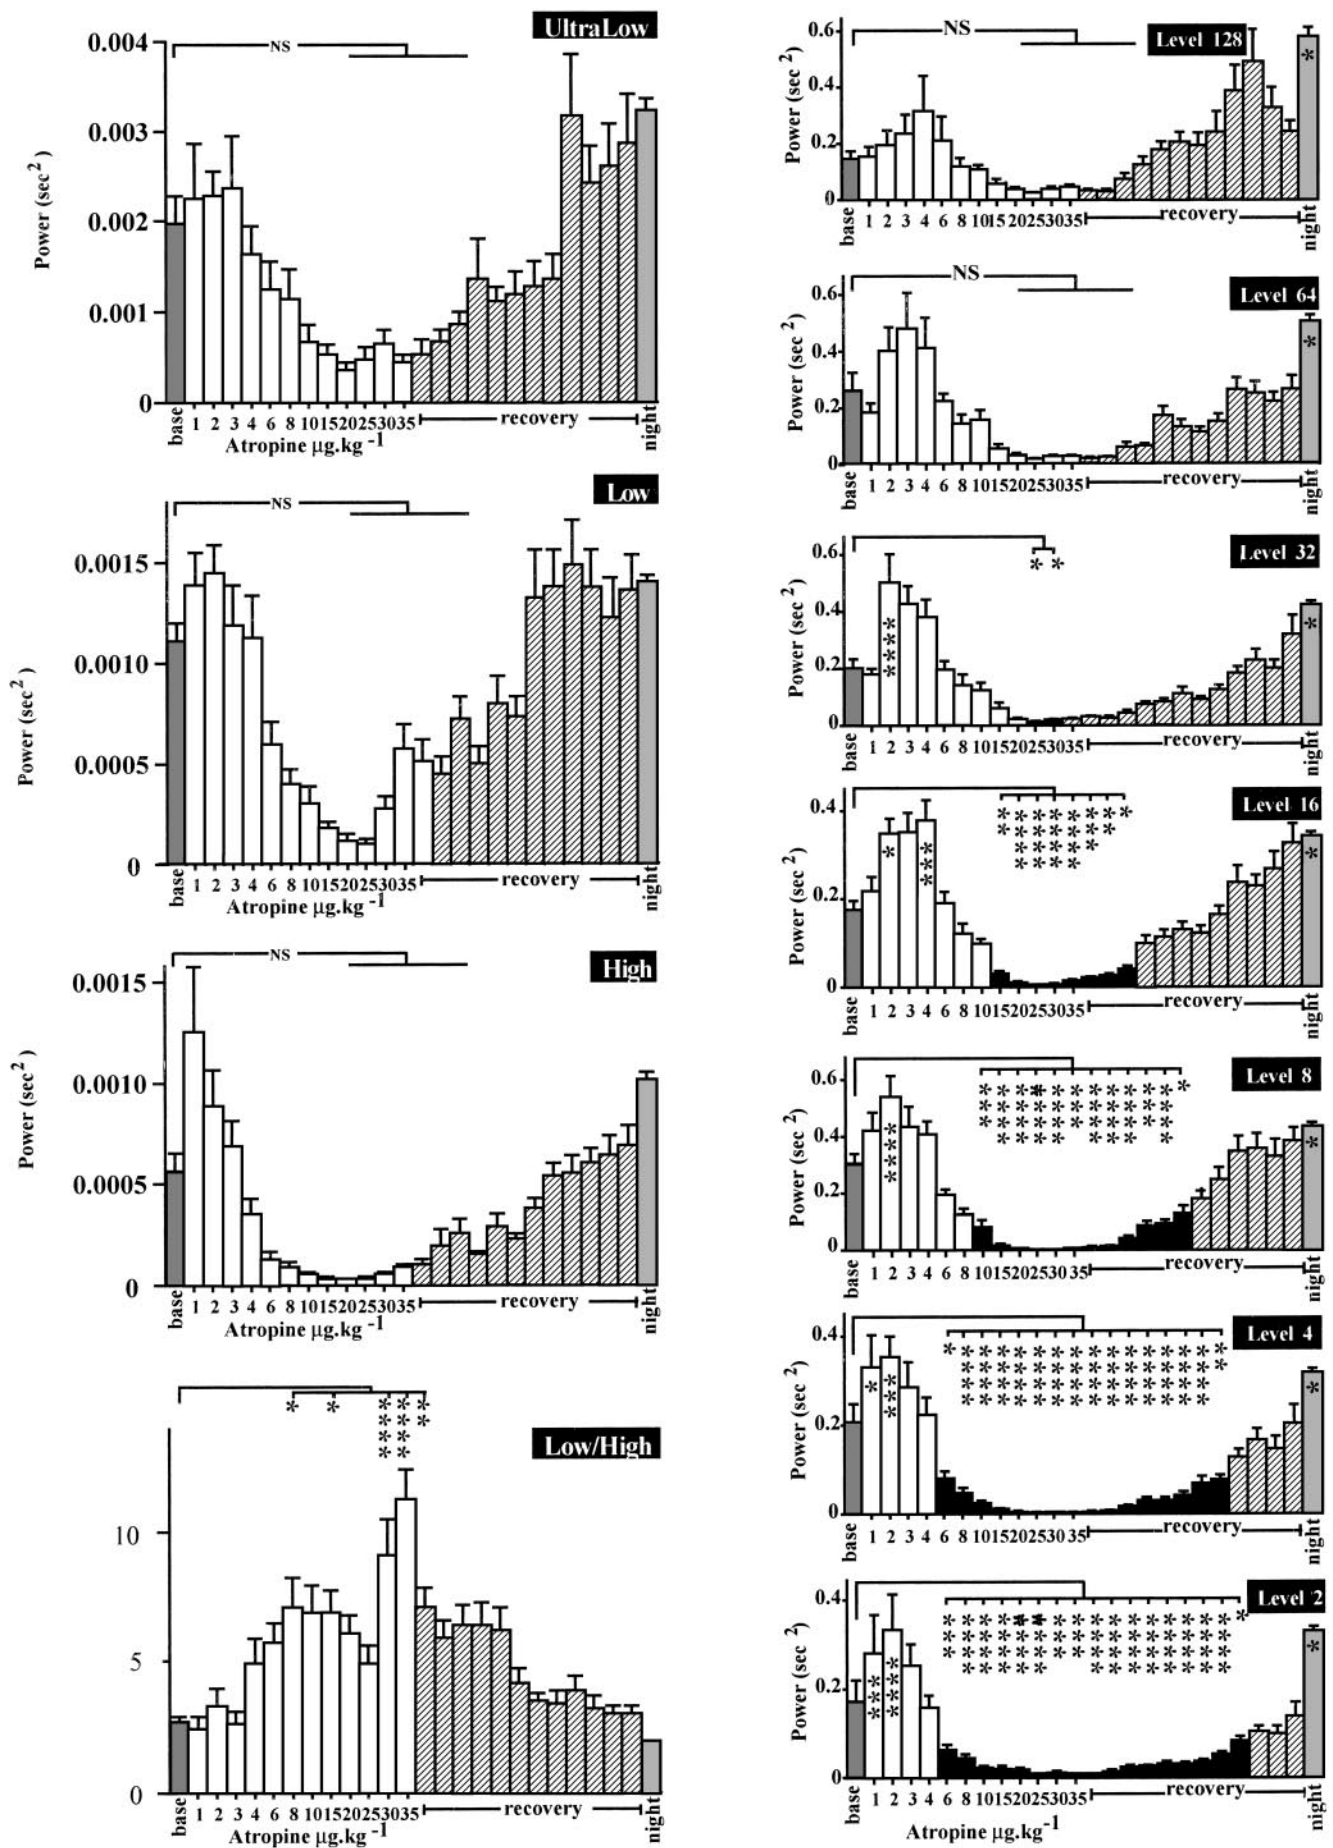 UltraLow
0.004
NS
0.003
0.002
0.001
0
Power (sec²)
base 1 2 3 4 6 8 10 15 20 25 30 35 recovery night
Atropine µg.kg⁻¹
Low
NS
0.0015
0.0010
0.0005
0
Power (sec²)
base 1 2 3 4 6 8 10 15 20 25 30 35 recovery night
Atropine µg.kg⁻¹
High
NS
0.0015
0.0010
0.0005
0
Power (sec²)
base 1 2 3 4 6 8 10 15 20 25 30 35 recovery night
Atropine µg.kg⁻¹
* * **** **** **
Low/High
10
5
0
base 1 2 3 4 6 8 10 15 20 25 30 35 recovery night
Atropine µg.kg⁻¹
Level 128
NS
0.6
0.4
0.2
0
*
Power (sec²)
base 1 2 3 4 6 8 10 15 20 25 30 35 recovery night
Level 64
NS
0.6
0.4
0.2
0
*
Power (sec²)
base 1 2 3 4 6 8 10 15 20 25 30 35 recovery night
Level 32
* *
0.6
0.4
0.2
0
**** *
Power (sec²)
base 1 2 3 4 6 8 10 15 20 25 30 35 recovery night
Level 16
0.4
0.2
0
* *** *
Power (sec²)
base 1 2 3 4 6 8 10 15 20 25 30 35 recovery night
Level 8
0.6
0.4
0.2
0
**** *
Power (sec²)
base 1 2 3 4 6 8 10 15 20 25 30 35 recovery night
Level 4
0.4
0.2
0
* *** *
Power (sec²)
base 1 2 3 4 6 8 10 15 20 25 30 35 recovery night
Level 2
0.4
0.2
0
*** **** *
Power (sec²)
base 1 2 3 4 6 8 10 15 20 25 30 35 recovery night
Atropine µg.kg⁻¹